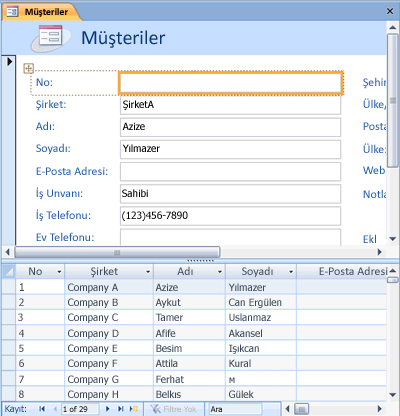 Müşteriler
Müşteriler
No:
Şehir
Şirket: ŞirketA Ülke/
Adı: Azize Posta
Soyadı: Yılmazer Ülke:
E-Posta Adresi: Web
İş Unvanı: Sahibi Notla
İş Telefonu: (123)456-7890
Ev Telefonu: Ekl
No Şirket Adı Soyadı E-Posta Adresi
1 Company A Azize Yılmazer
2 Company B Aykut Can Ergülen
3 Company C Tamer Uslanmaz
4 Company D Afife Akansel
5 Company E Besim Işıkcan
6 Company F Attila Kural
7 Company G Ferhat м
8 Company H Belkıs Gülek
Kayıt: 1 of 29 Filtre Yok Ara